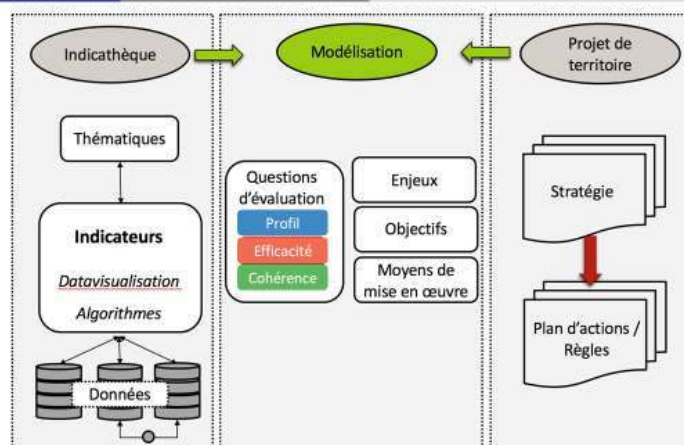 Indicathèque
Modélisation
Projet de
territoire
Thématiques
Indicateurs
Datavisualisation
Algorithmes
Données
Questions
d'évaluation
Profil
Efficacité
Cohérence
Enjeux
Objectifs
Moyens de
mise en œuvre
Stratégie
Plan d'actions /
Règles